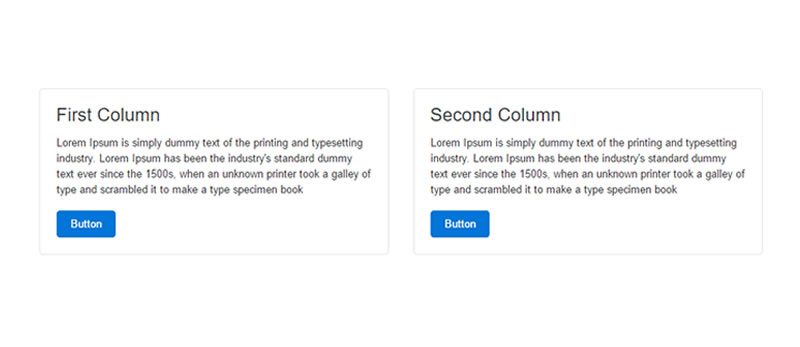 First Column
Lorem Ipsum is simply dummy text of the printing and typesetting
industry. Lorem Ipsum has been the industry's standard dummy
text ever since the 1500s, when an unknown printer took a galley of
type and scrambled it to make a type specimen book
Button
Second Column
Lorem Ipsum is simply dummy text of the printing and typesetting
industry. Lorem Ipsum has been the industry's standard dummy
text ever since the 1500s, when an unknown printer took a galley of
type and scrambled it to make a type specimen book
Button